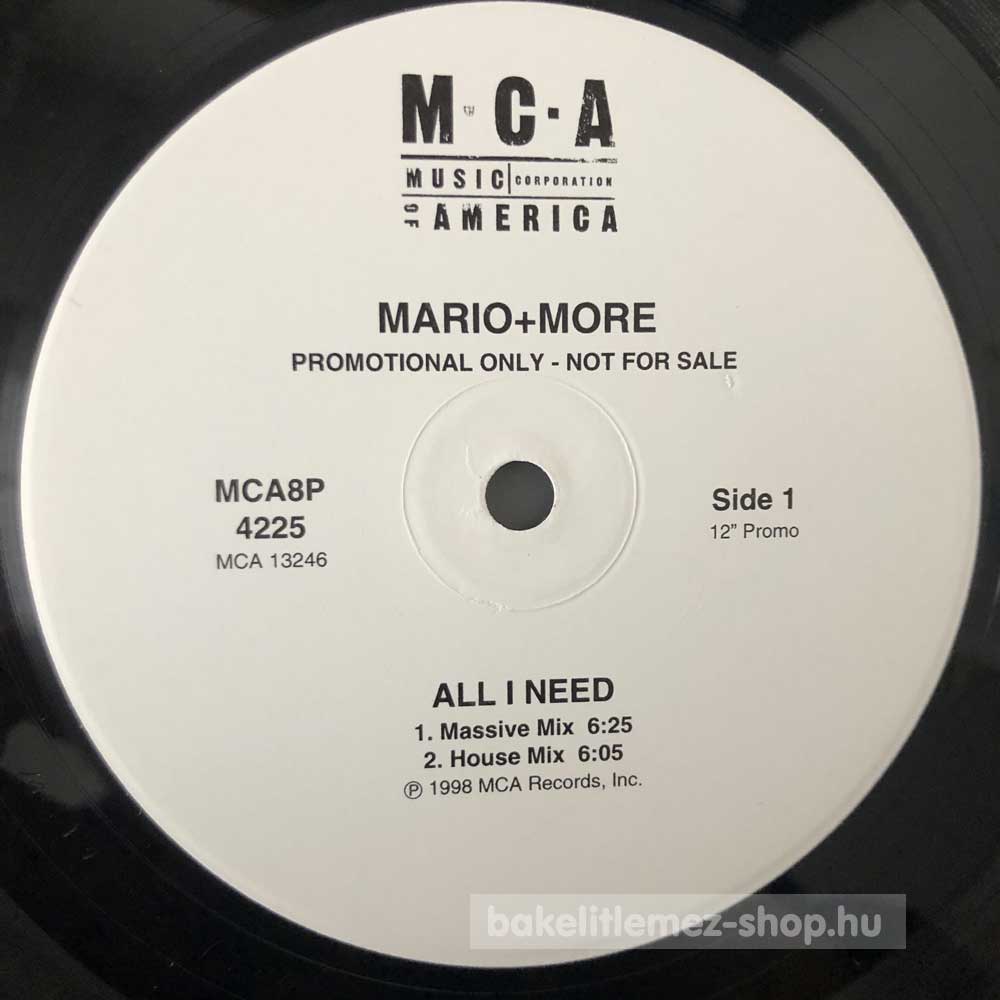 M·C·A
MUSIC CORPORATION
OF AMERICA
MARIO+MORE
PROMOTIONAL ONLY - NOT FOR SALE
MCA8P
4225
MCA 13246
Side 1
12” Promo
ALL I NEED
1. Massive Mix 6:25
2. House Mix 6:05
℗ 1998 MCA Records, Inc.
bakelitlemez-shop.hu